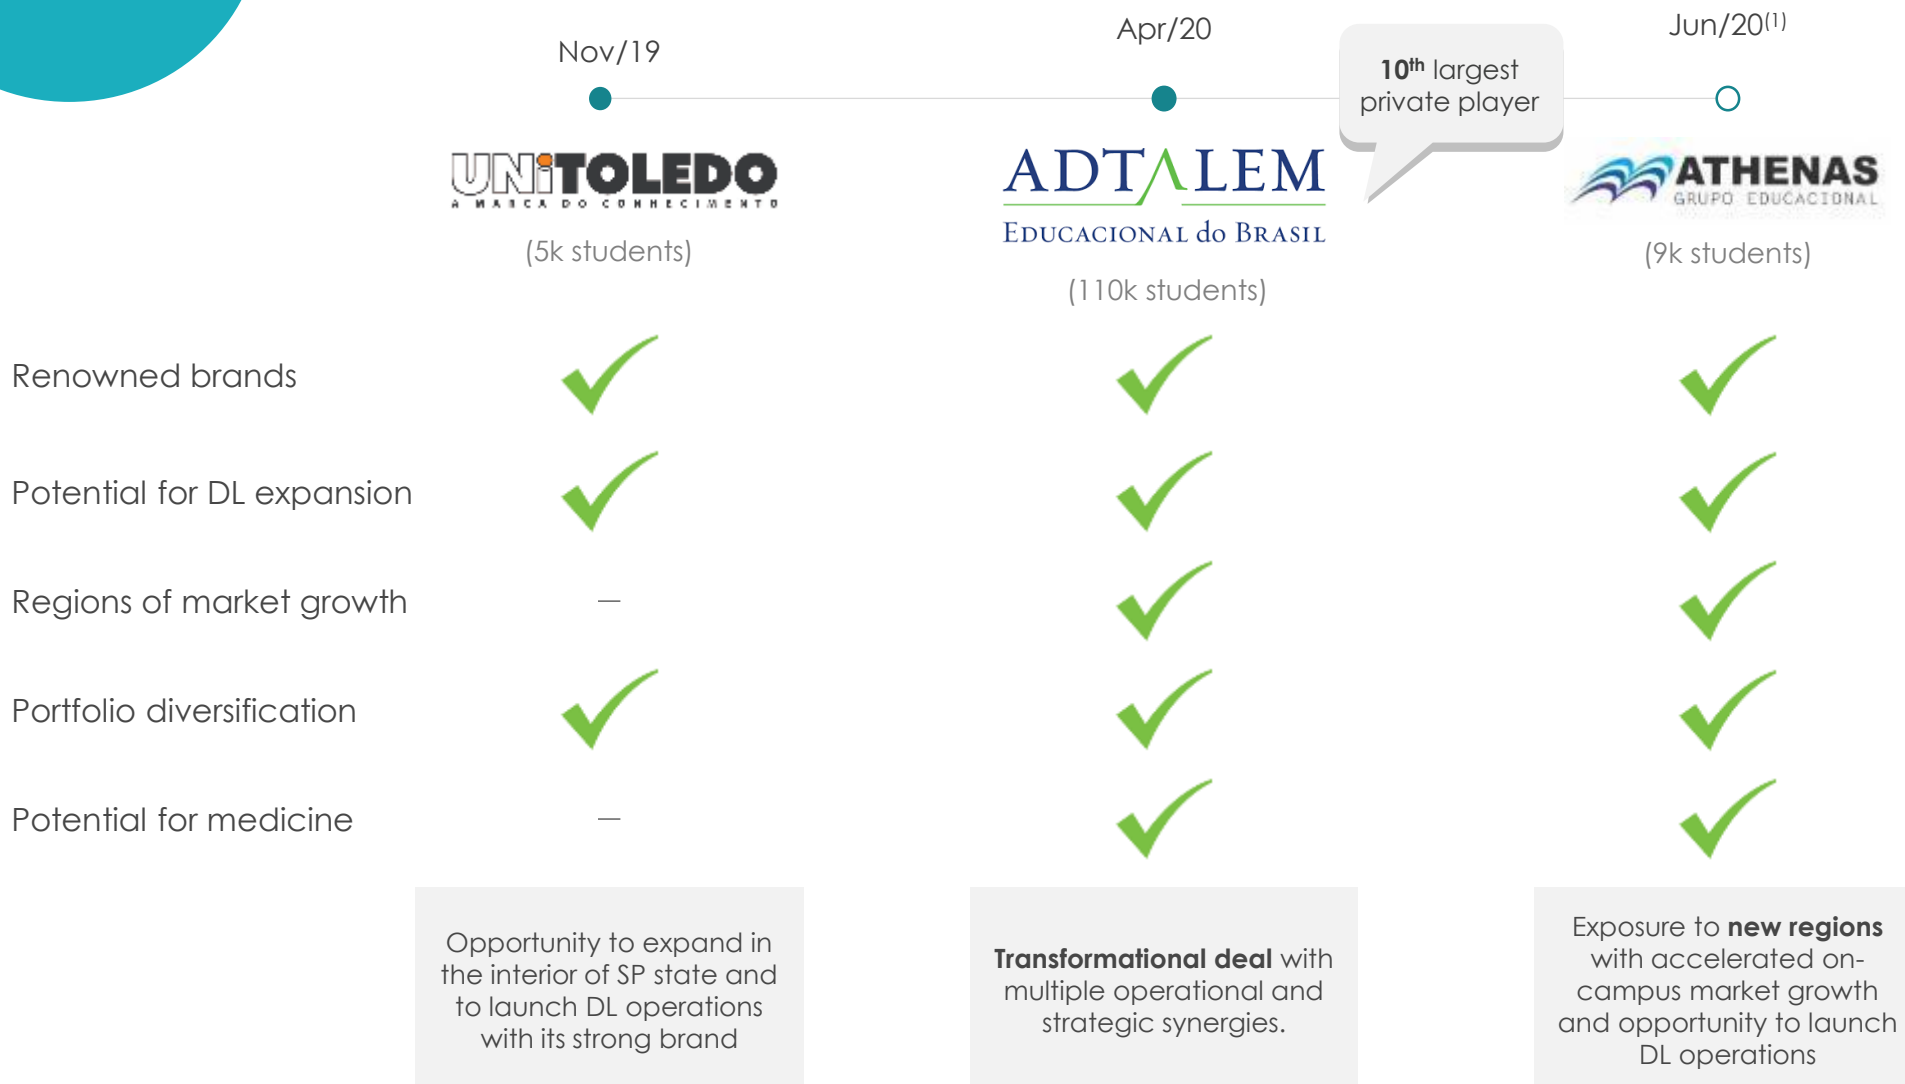 Nov/19
Apr/20
10th largest
private player
Jun/20(1)
UNiTOLEDO
A MARCA DO CONHECIMENTO
(5k students)
ADTALEM
EDUCACIONAL do BRASIL
(110k students)
ATHENAS
GRUPO EDUCACIONAL
(9k students)
Renowned brands
Potential for DL expansion
Regions of market growth
—
Portfolio diversification
Potential for medicine
—
Opportunity to expand in
the interior of SP state and
to launch DL operations
with its strong brand
Transformational deal with
multiple operational and
strategic synergies.
Exposure to new regions
with accelerated on-
campus market growth
and opportunity to launch
DL operations